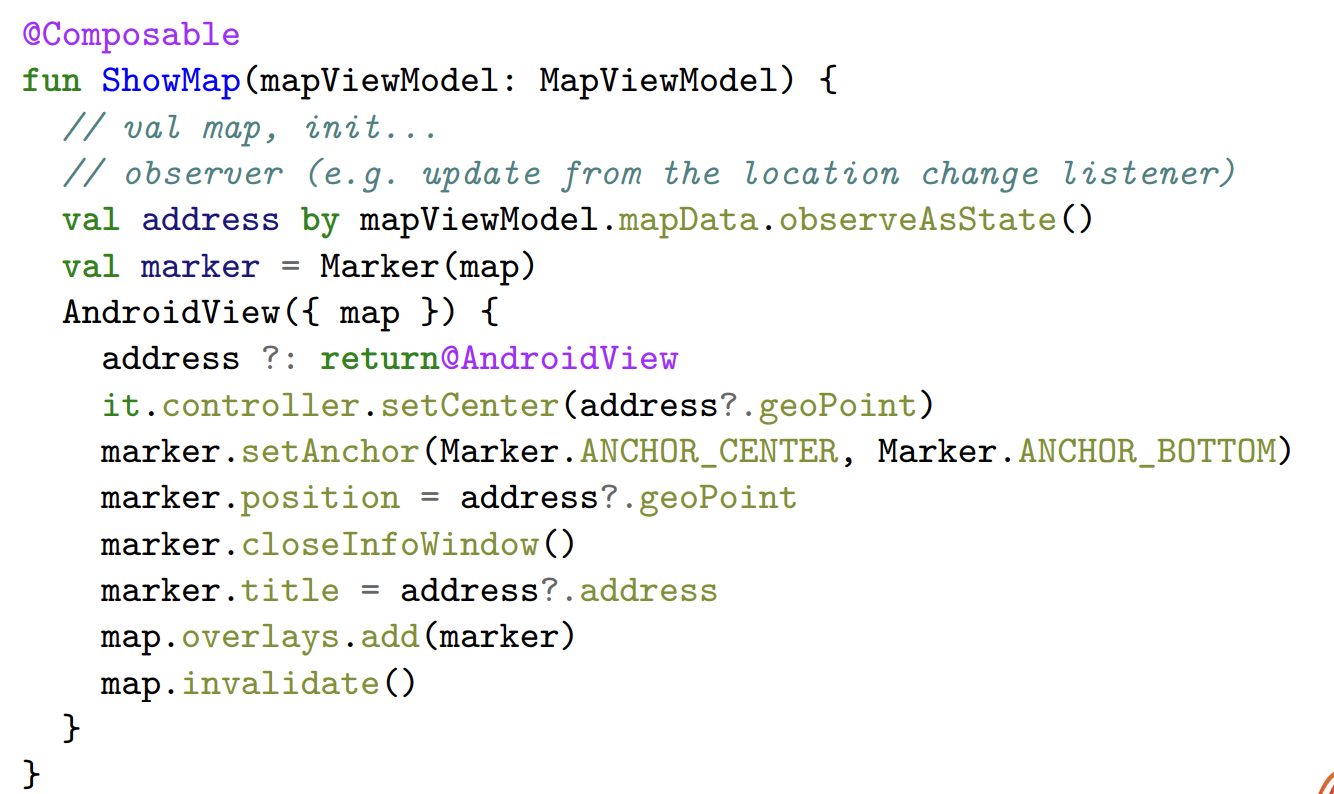 @Composable
fun ShowMap(mapViewModel: MapViewModel) {
  // val map, init...
  // observer (e.g. update from the location change listener)
  val address by mapViewModel.mapData.observeAsState()
  val marker = Marker(map)
  AndroidView({ map }) {
    address ?: return@AndroidView
    it.controller.setCenter(address?.geoPoint)
    marker.setAnchor(Marker.ANCHOR_CENTER, Marker.ANCHOR_BOTTOM)
    marker.position = address?.geoPoint
    marker.closeInfoWindow()
    marker.title = address?.address
    map.overlays.add(marker)
    map.invalidate()
  }
}